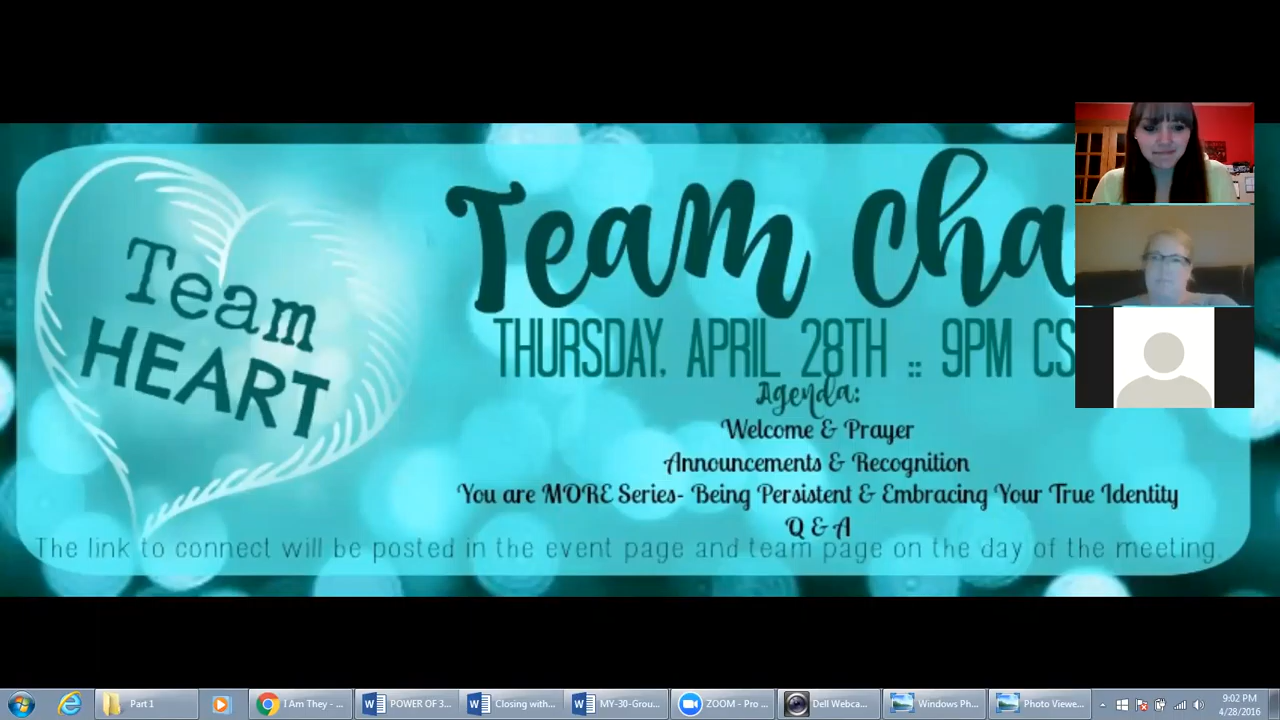 Team
HEART
Team Cha
THURSDAY, APRIL 28TH :: 9PM CS
Agenda:
Welcome & Prayer
Announcements & Recognition
You are MORE Series- Being Persistent & Embracing Your True Identity
Q & A
The link to connect will be posted in the event page and team page on the day of the meeting.
Part 1
I Am They - ...
POWER OF 3...
Closing with...
MY-30-Grou...
ZOOM - Pro ...
Dell Webca...
Windows Ph...
Photo Viewe...
9:02 PM
4/28/2016